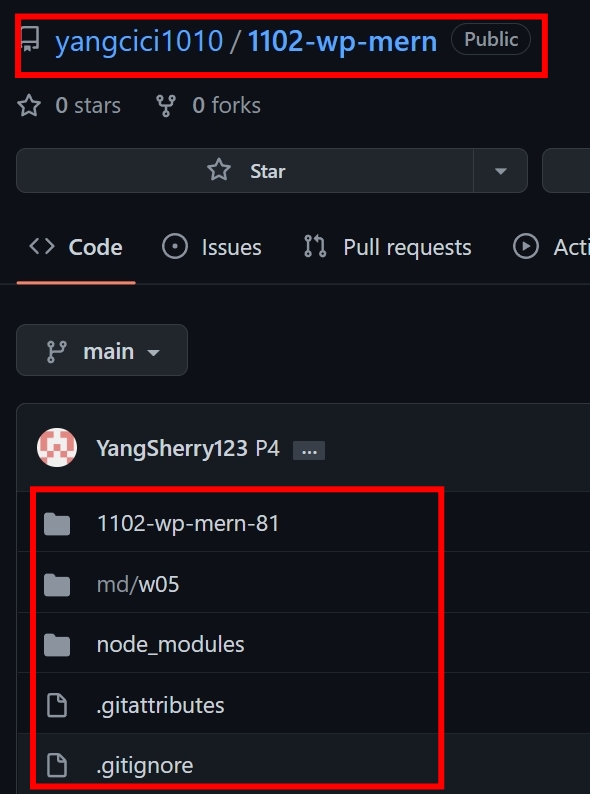 yangcici1010 / 1102-wp-mern Public
0 stars 0 forks
Star
Code Issues Pull requests Acti
main
YangSherry123 P4 ...
1102-wp-mern-81
md/w05
node_modules
.gitattributes
.gitignore